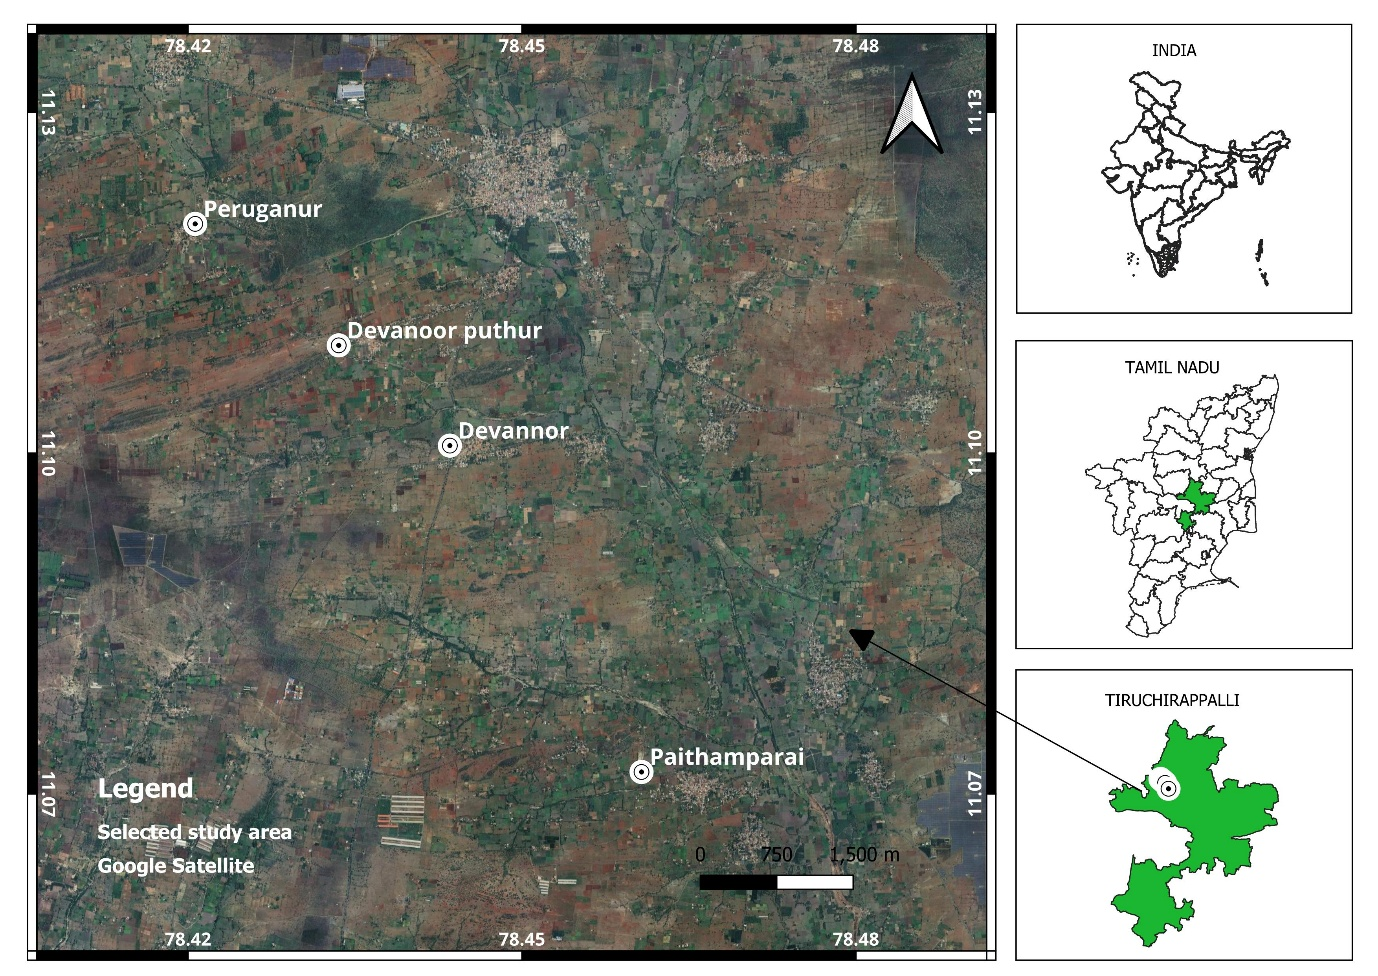 78.42
78.45
78.48
11.13
11.13
Peruganur
Devanoor puthur
Devannor
11.10
11.10
Paithamparai
11.07
11.07
Legend
Selected study area
Google Satellite
0 750 1,500 m
78.42
78.45
78.48
INDIA
TAMIL NADU
TIRUCHIRAPPALLI